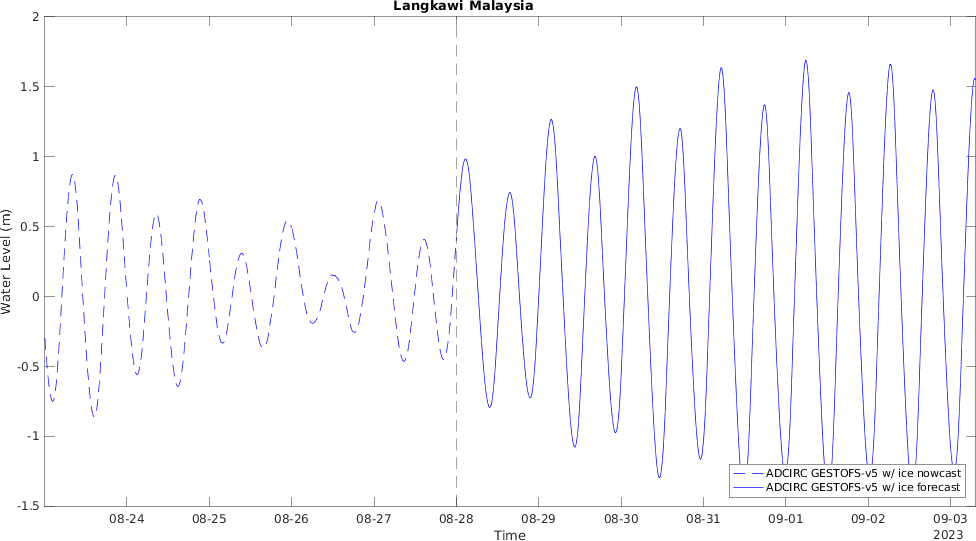 Langkawi Malaysia
2
1.5
1
0.5
0
-0.5
-1
-1.5
Water Level (m)
ADCIRC GESTOFS-v5 w/ ice nowcast
ADCIRC GESTOFS-v5 w/ ice forecast
08-24 08-25 08-26 08-27 08-28 08-29 08-30 08-31 09-01 09-02 09-03
Time 2023